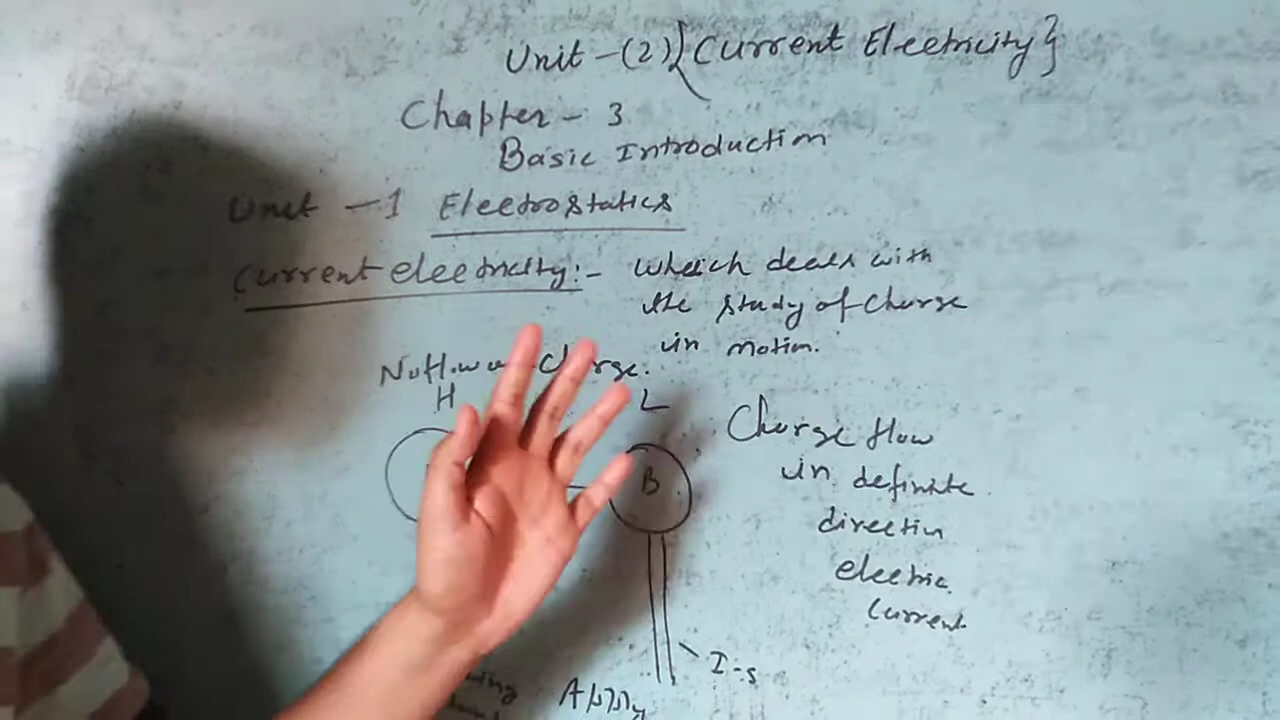 Unit -(2){Current Electricity}
Chapter - 3
Basic Introduction
Unit -1 Electrostatics
Current electricity:- which deals with
the study of charge
in motion.
charge.
H L
B
Charge flow
in definite
direction
electric
current
I-s